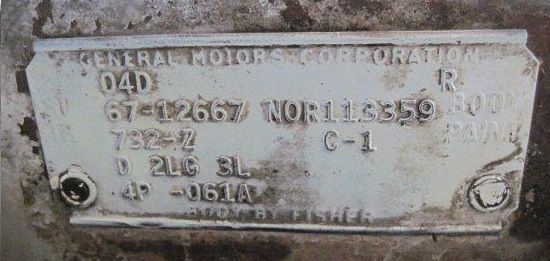 GENERAL MOTORS CORPORATION
04D R
67-12667 NOR113359 BODY
732-Z C-1 PAINT
D 2LG 3L
4P -061A
BODY BY FISHER